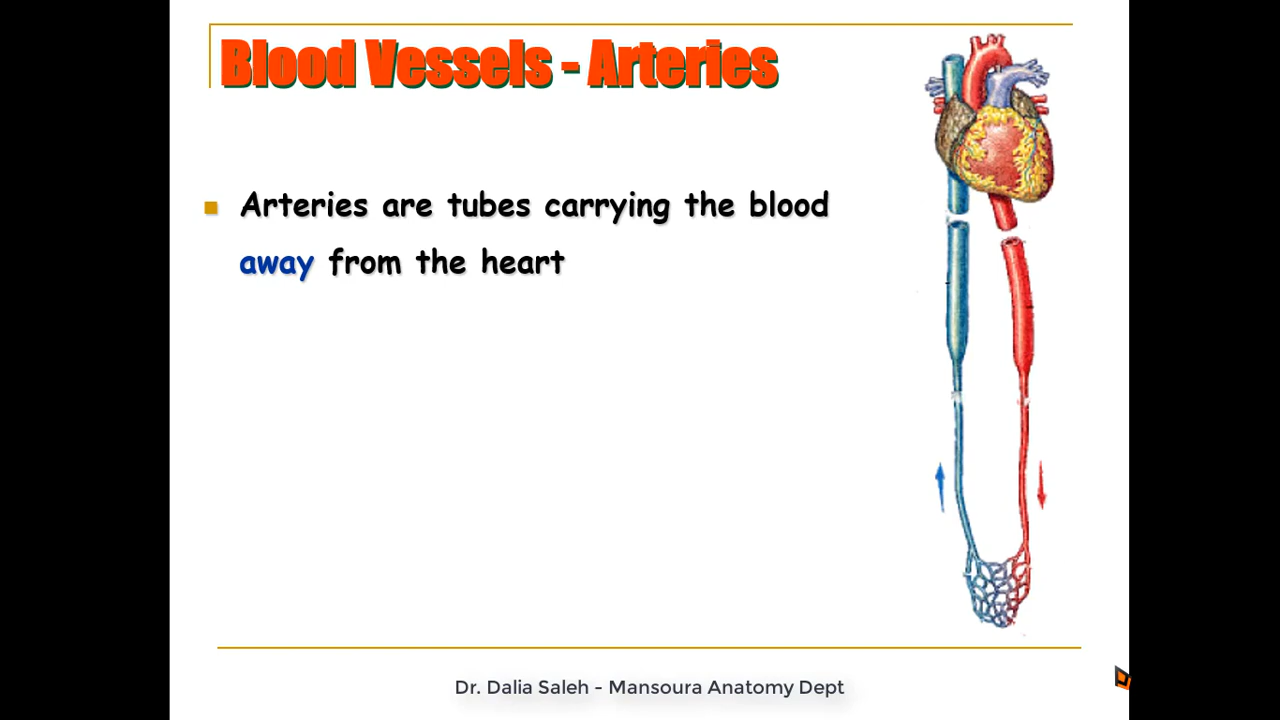 Blood Vessels - Arteries
Arteries are tubes carrying the blood
away from the heart
Dr. Dalia Saleh - Mansoura Anatomy Dept